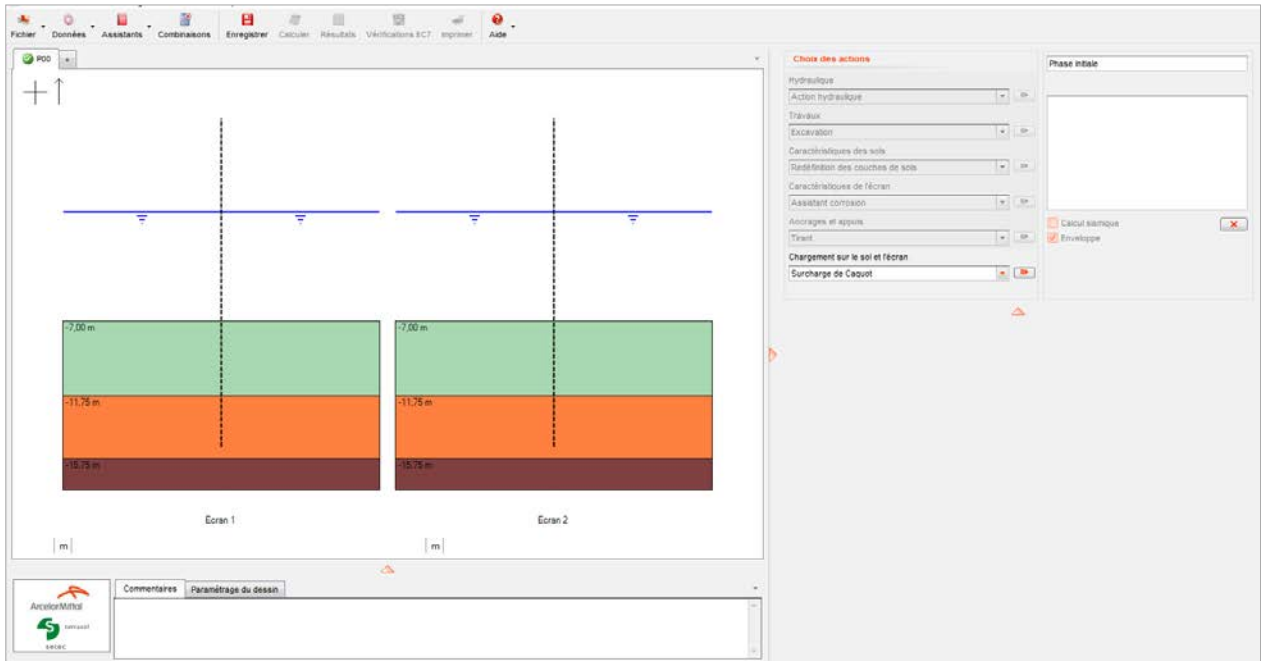 Fichier Données Assistants Combinaisons Enregistrer Calculer Résultats Vérifications EC7 Imprimer Aide
P00 +
Choix des actions
Phase initiale
Hydraulique
Action hydraulique
Travaux
Excavation
Caractéristiques des sols
Redéfinition des couches de sols
Caractéristiques de l'écran
Assistant corrosion
Ancrages et appuis
Tirant
Calcul sismique
Enveloppe
Chargement sur le sol et l'écran
Surcharge de Caquot
-7,00 m -7,00 m
-11,75 m -11,75 m
-15,75 m -15,75 m
Ecran 1 Ecran 2
m m
Commentaires Paramétrage du dessin
ArcelorMittal
terrasol
setec